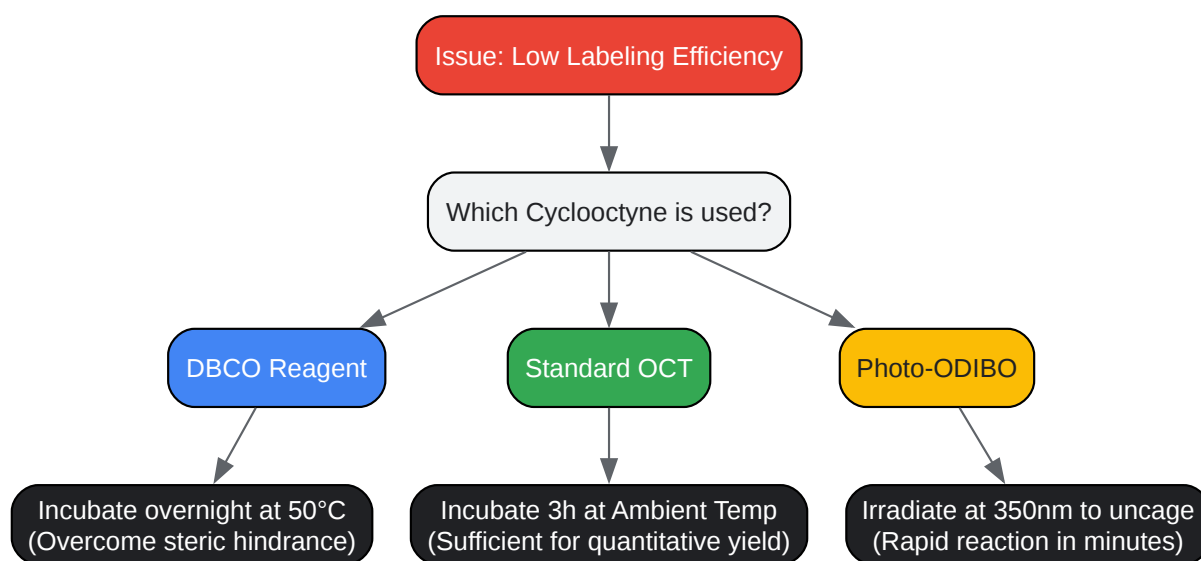 Issue: Low Labeling Efficiency
Which Cyclooctyne is used?
DBCO Reagent
Standard OCT
Photo-ODIBO
Incubate overnight at 50°C
(Overcome steric hindrance)
Incubate 3h at Ambient Temp
(Sufficient for quantitative yield)
Irradiate at 350nm to uncage
(Rapid reaction in minutes)